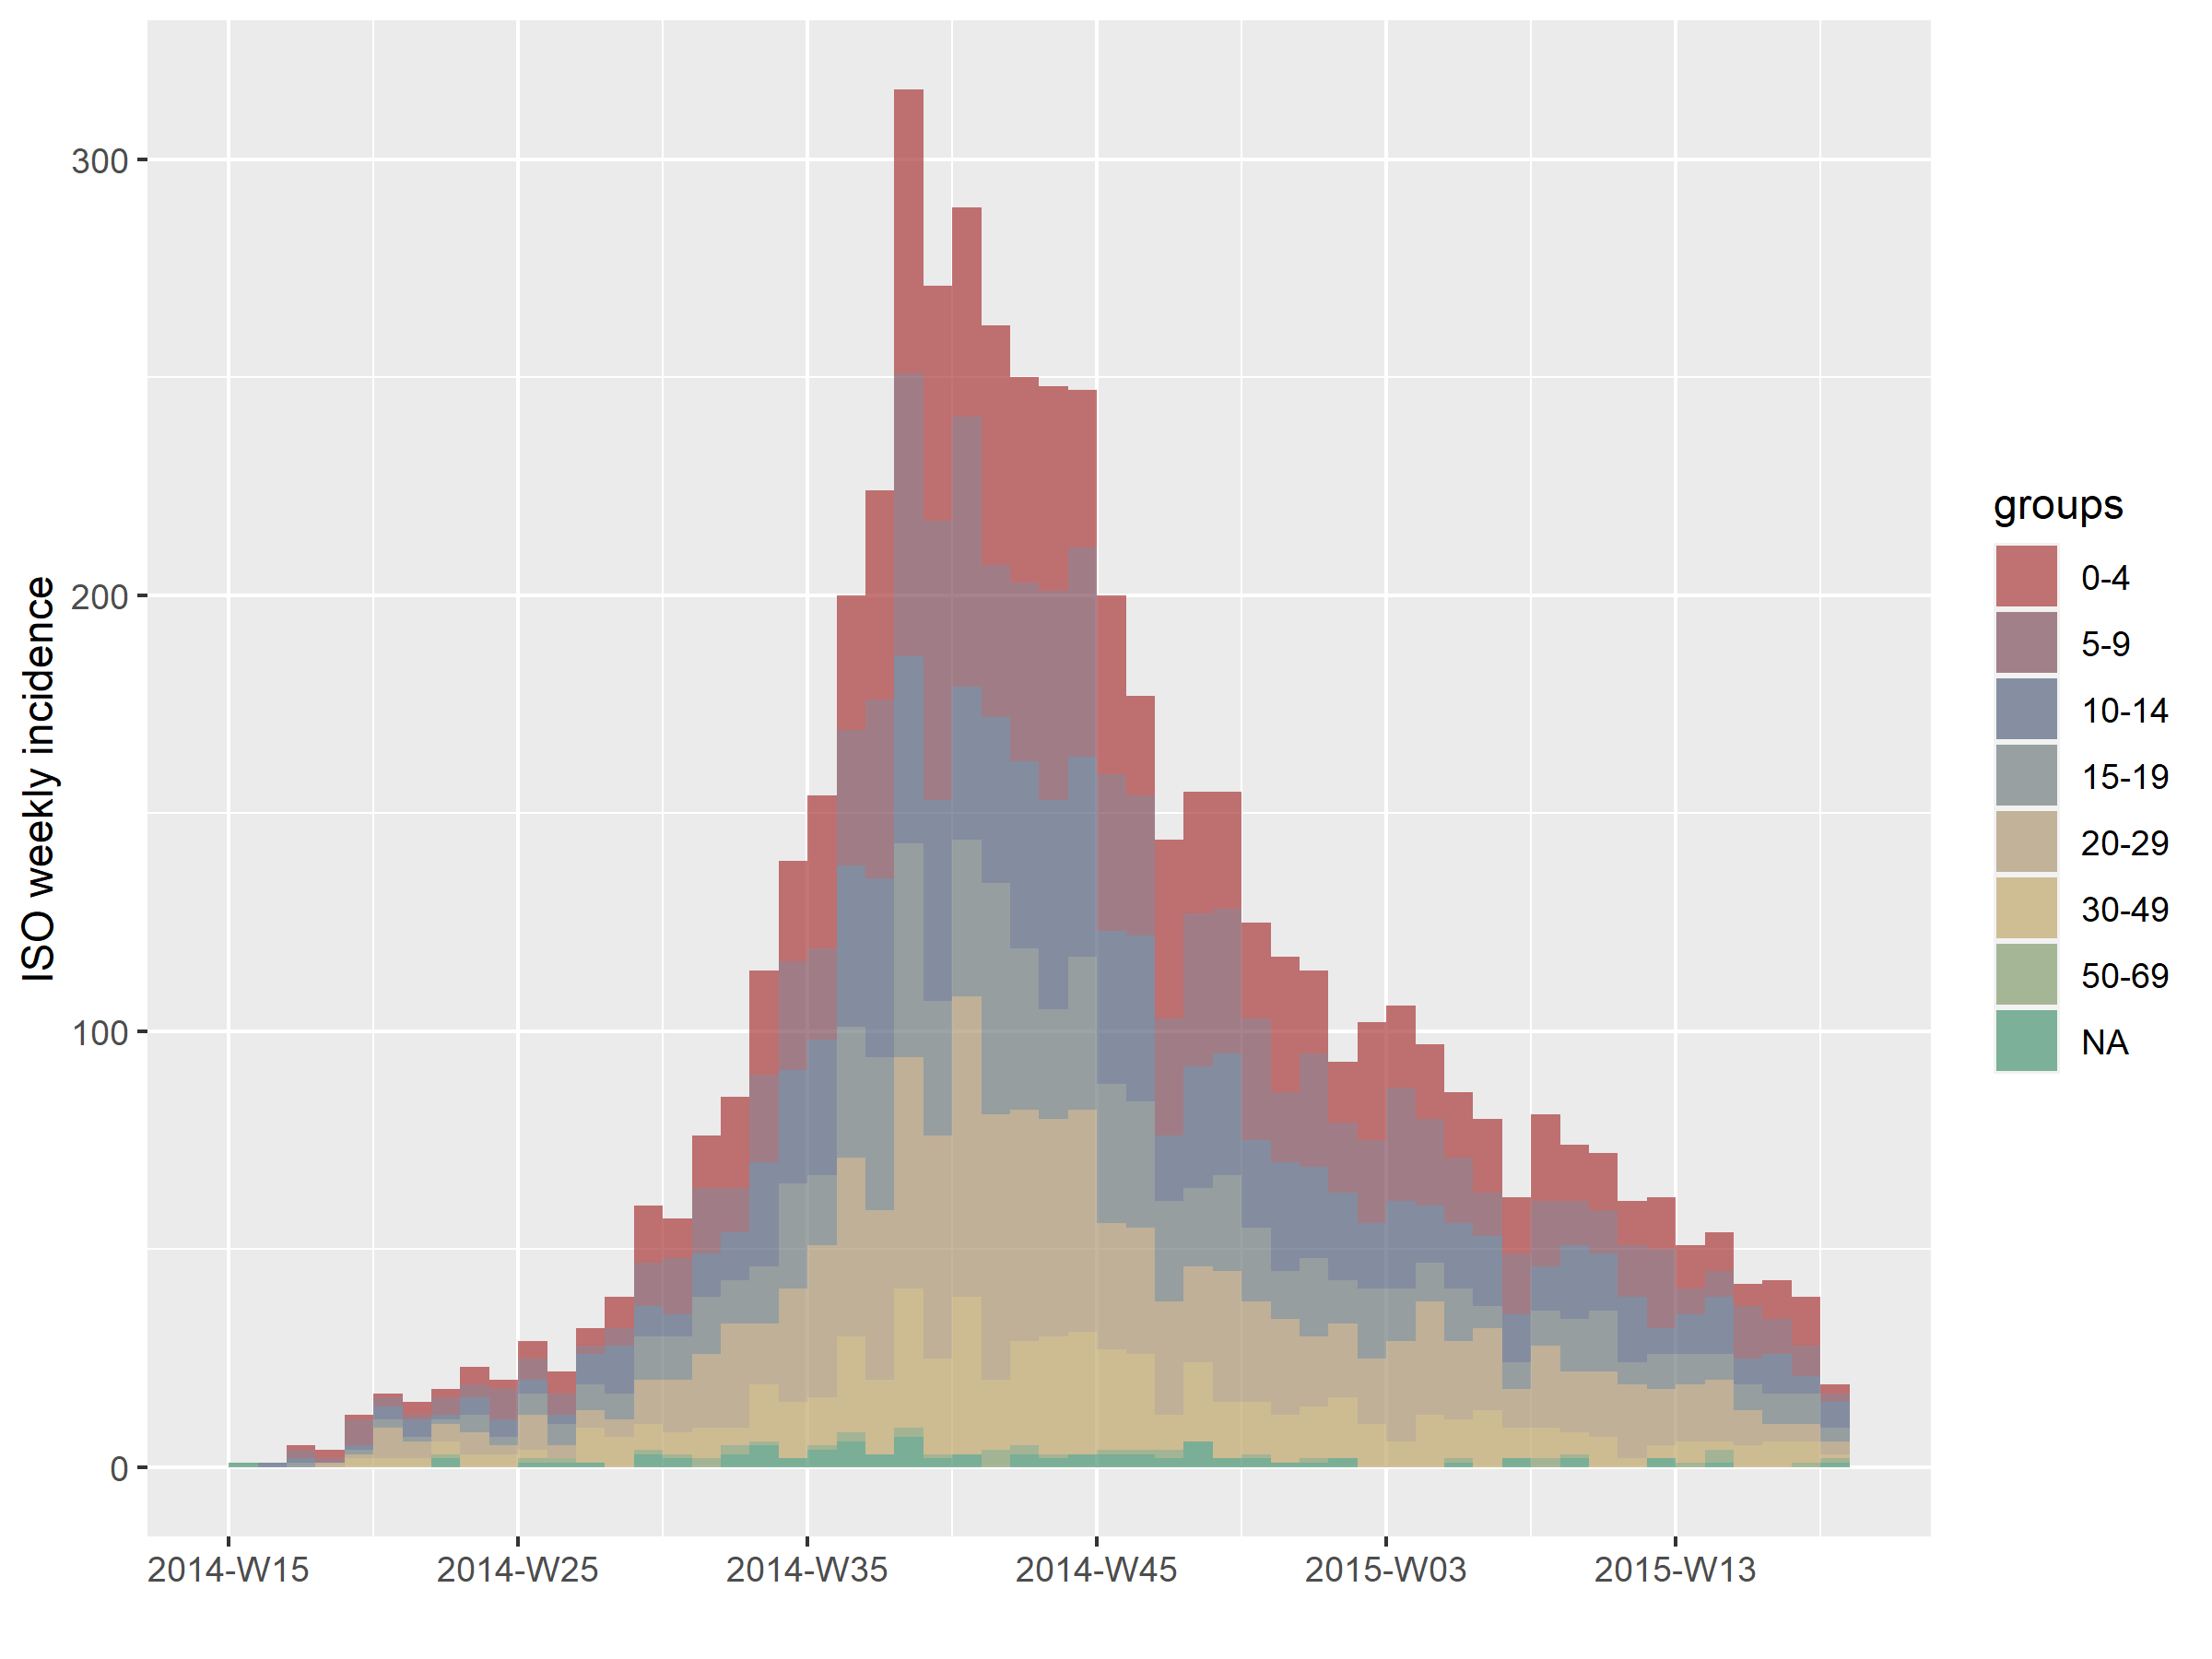 ISO weekly incidence
300
200
100
0
2014-W15
2014-W25
2014-W35
2014-W45
2015-W03
2015-W13
groups
0-4
5-9
10-14
15-19
20-29
30-49
50-69
NA